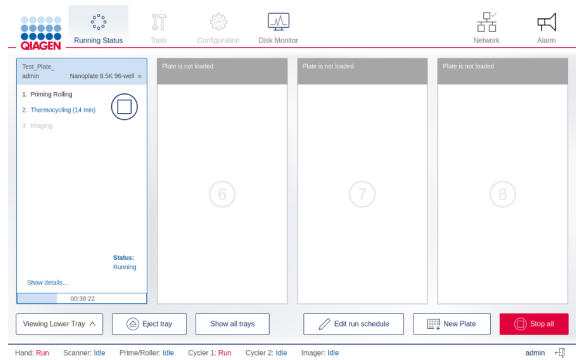 QIAGEN
Running Status
Tools
Configuration
Disk Monitor
Network
Alarm
Test_Plate_
admin Nanoplate 8.5K 96-well
Plate is not loaded
Plate is not loaded
Plate is not loaded
1. Priming Rolling
2. Thermocycling (14 min)
3. Imaging
6
7
8
Status:
Running
Show details...
00:38:22
Viewing Lower Tray
Eject tray
Show all trays
Edit run schedule
New Plate
Stop all
Hand: Run Scanner: Idle Prime/Roller: Idle Cycler 1: Run Cycler 2: Idle Imager: Idle admin